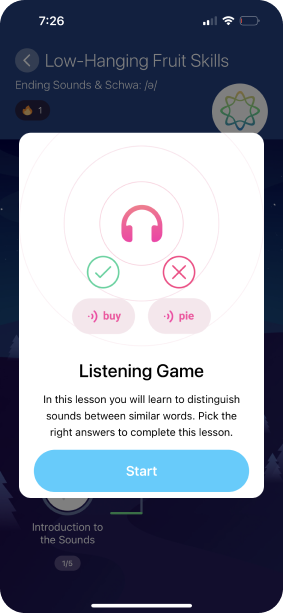 7:26
Low-Hanging Fruit Skills
Ending Sounds & Schwa: /ə/
1
buy
pie
Listening Game
In this lesson you will learn to distinguish
sounds between similar words. Pick the
right answers to complete this lesson.
Start
Introduction to
the Sounds
1/5